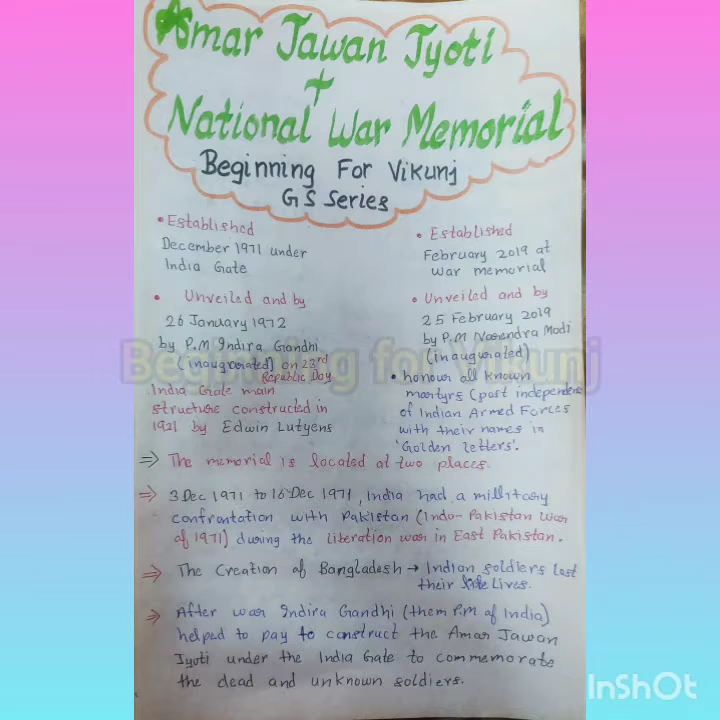 Amar Jawan Jyoti
+
National War Memorial
Beginning For Vikunj
GS Series
• Established
December 1971 under
India Gate
• Unveiled and by
26 January 1972
by P.M Indira Gandhi
(inaugurated) on 23rd
Republic Day
India Gate main
structure constructed in
1921 by Edwin Lutyens
• Established
February 2019 at
war memorial
• Unveiled and by
25 February 2019
by P.M Narendra Modi
(inaugurated)
• honour all known
martyrs (post independence
of Indian Armed Forces
with their names in
'Golden letters'.
⇒ The memorial is located at two places.
⇒ 3 Dec 1971 to 16 Dec 1971, India had a millitary
confrontation with Pakistan (Indo-Pakistan War
of 1971) during the liberation war in East Pakistan.
⇒ The Creation of Bangladesh → Indian soldiers lost
their lives.
⇒ After war Indira Gandhi (them P.m of India)
helped to pay to construct the Amar Jawan
Jyoti under the India Gate to commemorate
the dead and unknown soldiers.
Beginning for Vikunj
InShOt